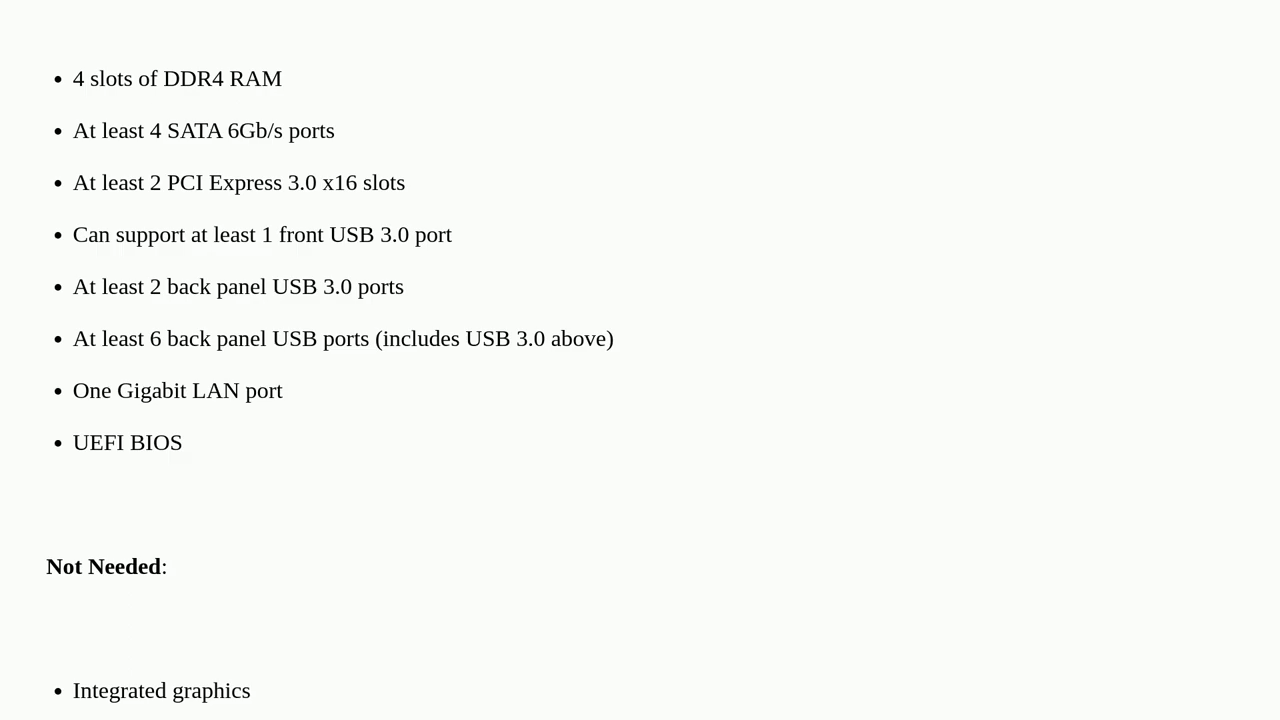 • 4 slots of DDR4 RAM
• At least 4 SATA 6Gb/s ports
• At least 2 PCI Express 3.0 x16 slots
• Can support at least 1 front USB 3.0 port
• At least 2 back panel USB 3.0 ports
• At least 6 back panel USB ports (includes USB 3.0 above)
• One Gigabit LAN port
• UEFI BIOS
Not Needed:
• Integrated graphics